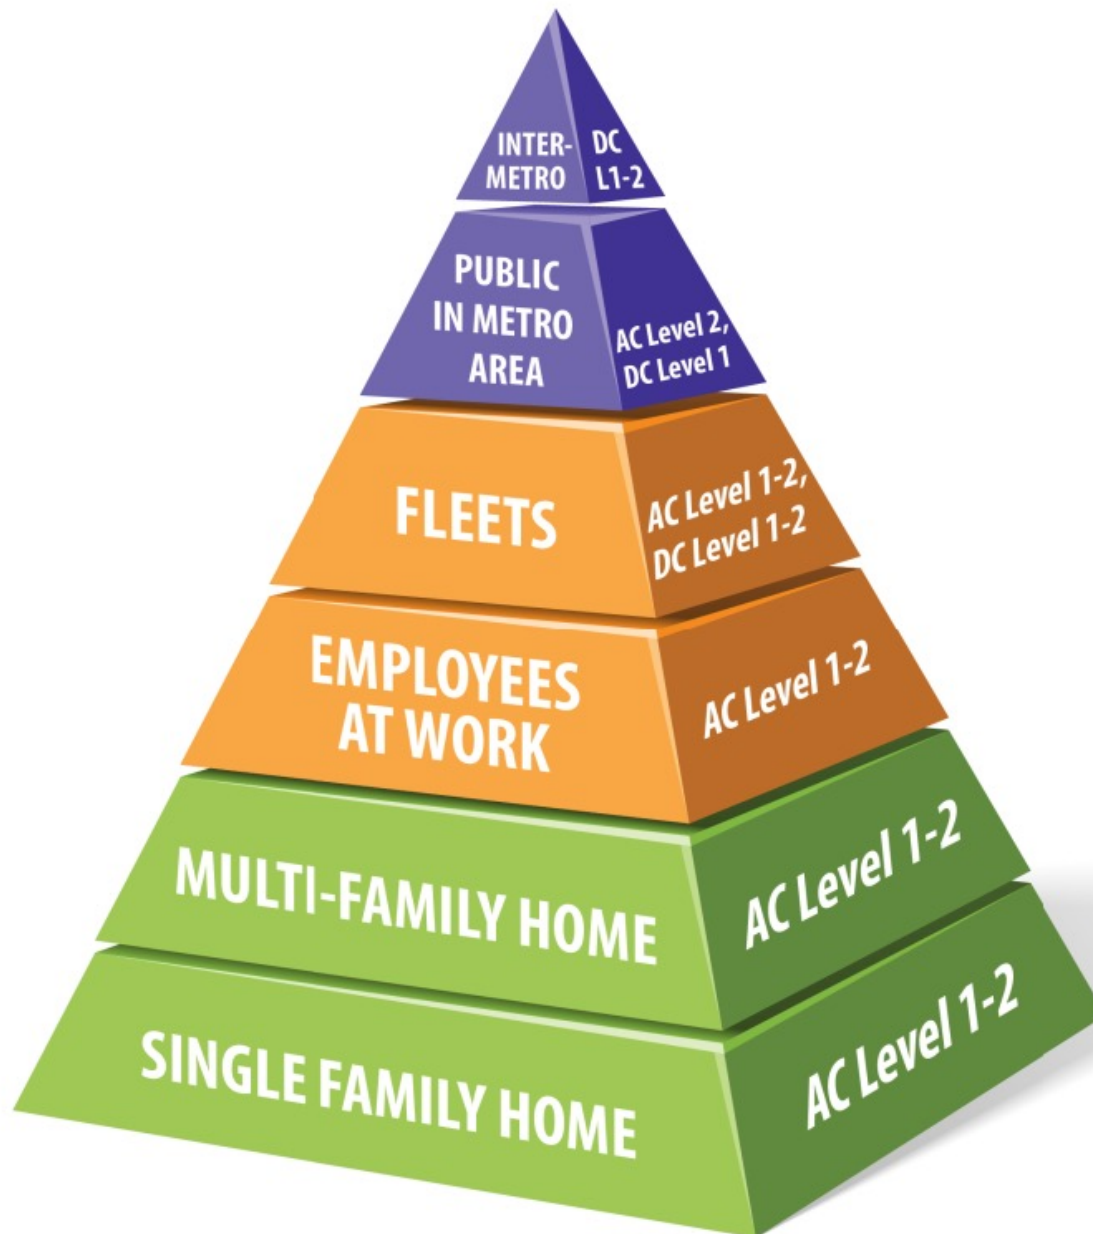 INTER-
METRO
DC
L1-2
PUBLIC
IN METRO
AREA
AC Level 2,
DC Level 1
FLEETS
AC Level 1-2,
DC Level 1-2
EMPLOYEES
AT WORK
AC Level 1-2
MULTI-FAMILY HOME
AC Level 1-2
SINGLE FAMILY HOME
AC Level 1-2